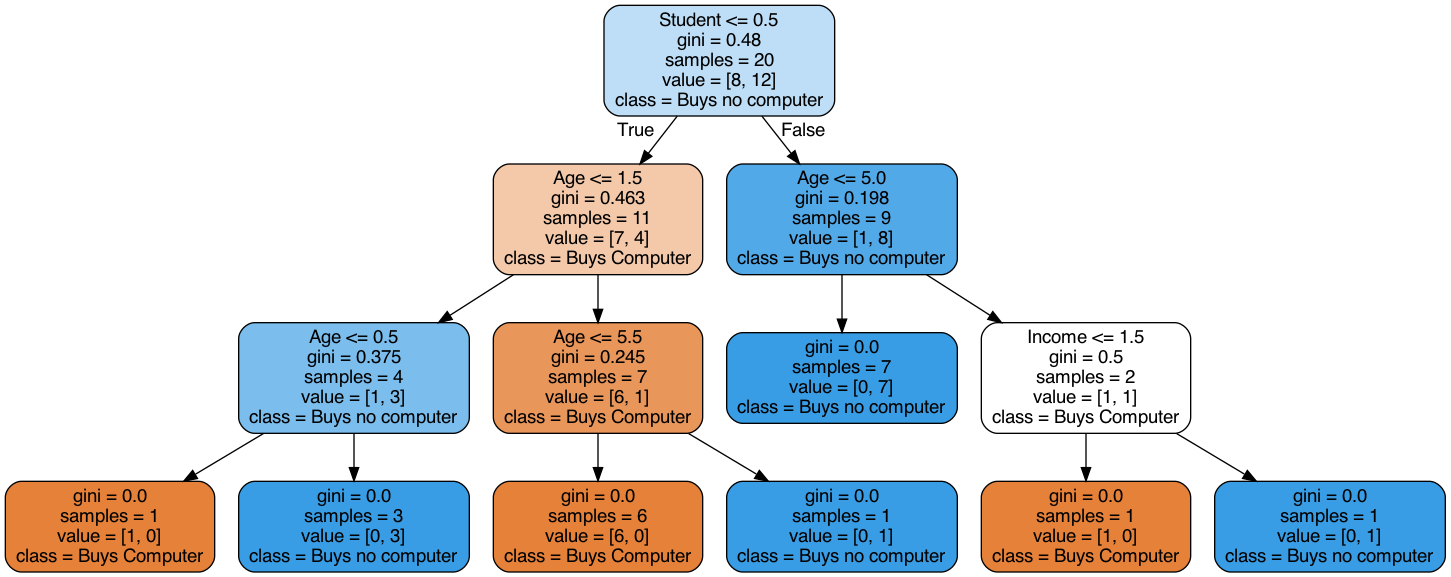 Student <= 0.5
gini = 0.48
samples = 20
value = [8, 12]
class = Buys no computer
True
False
Age <= 1.5
gini = 0.463
samples = 11
value = [7, 4]
class = Buys Computer
Age <= 5.0
gini = 0.198
samples = 9
value = [1, 8]
class = Buys no computer
Age <= 0.5
gini = 0.375
samples = 4
value = [1, 3]
class = Buys no computer
Age <= 5.5
gini = 0.245
samples = 7
value = [6, 1]
class = Buys Computer
gini = 0.0
samples = 7
value = [0, 7]
class = Buys no computer
Income <= 1.5
gini = 0.5
samples = 2
value = [1, 1]
class = Buys Computer
gini = 0.0
samples = 1
value = [1, 0]
class = Buys Computer
gini = 0.0
samples = 3
value = [0, 3]
class = Buys no computer
gini = 0.0
samples = 6
value = [6, 0]
class = Buys Computer
gini = 0.0
samples = 1
value = [0, 1]
class = Buys no computer
gini = 0.0
samples = 1
value = [1, 0]
class = Buys Computer
gini = 0.0
samples = 1
value = [0, 1]
class = Buys no computer